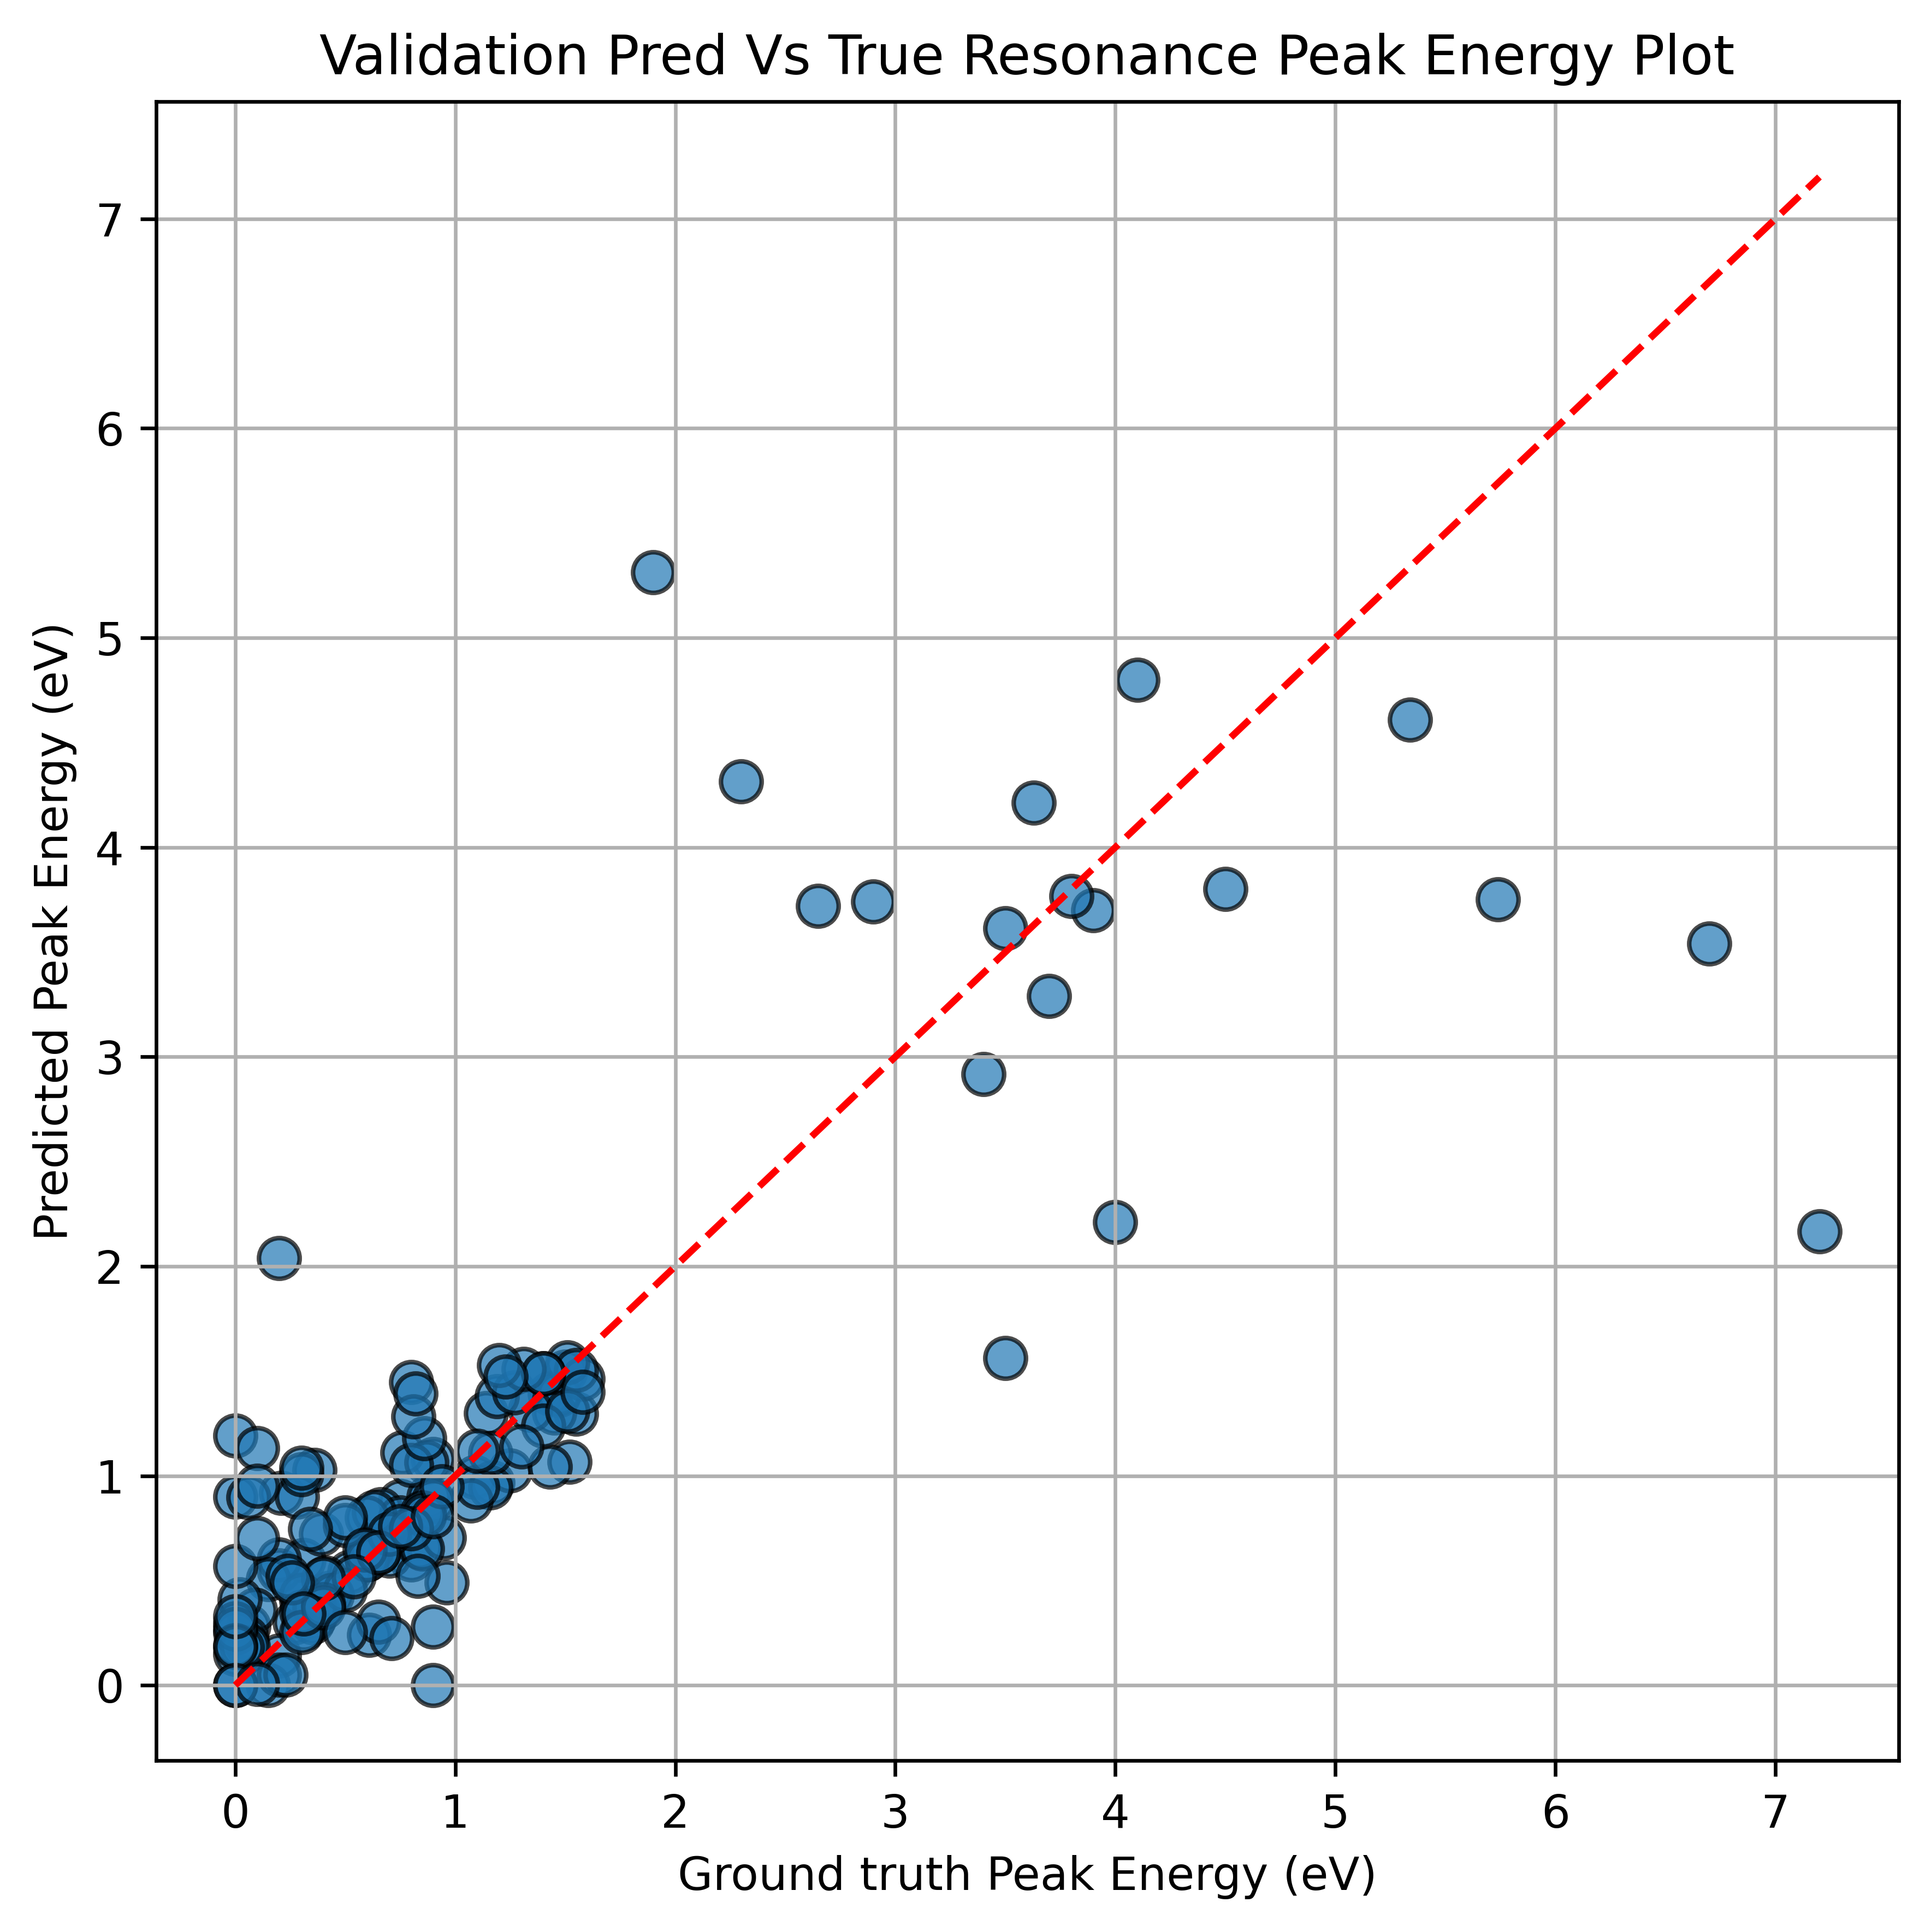 Validation Pred Vs True Resonance Peak Energy Plot
7
6
5
4
3
2
1
0
Predicted Peak Energy (eV)
0 1 2 3 4 5 6 7
Ground truth Peak Energy (eV)